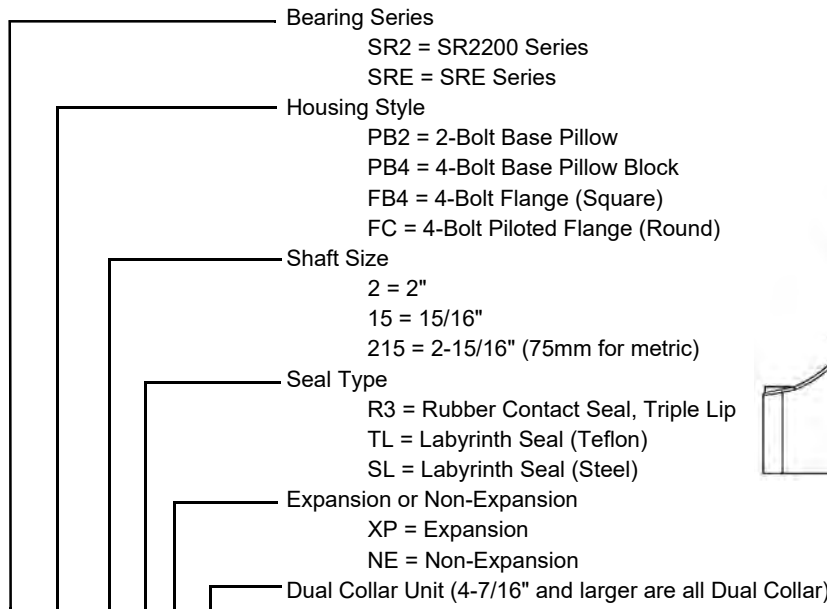 Bearing Series
SR2 = SR2200 Series
SRE = SRE Series
Housing Style
PB2 = 2-Bolt Base Pillow
PB4 = 4-Bolt Base Pillow Block
FB4 = 4-Bolt Flange (Square)
FC = 4-Bolt Piloted Flange (Round)
Shaft Size
2 = 2"
15 = 15/16"
215 = 2-15/16" (75mm for metric)
Seal Type
R3 = Rubber Contact Seal, Triple Lip
TL = Labyrinth Seal (Teflon)
SL = Labyrinth Seal (Steel)
Expansion or Non-Expansion
XP = Expansion
NE = Non-Expansion
Dual Collar Unit (4-7/16" and larger are all Dual Collar)